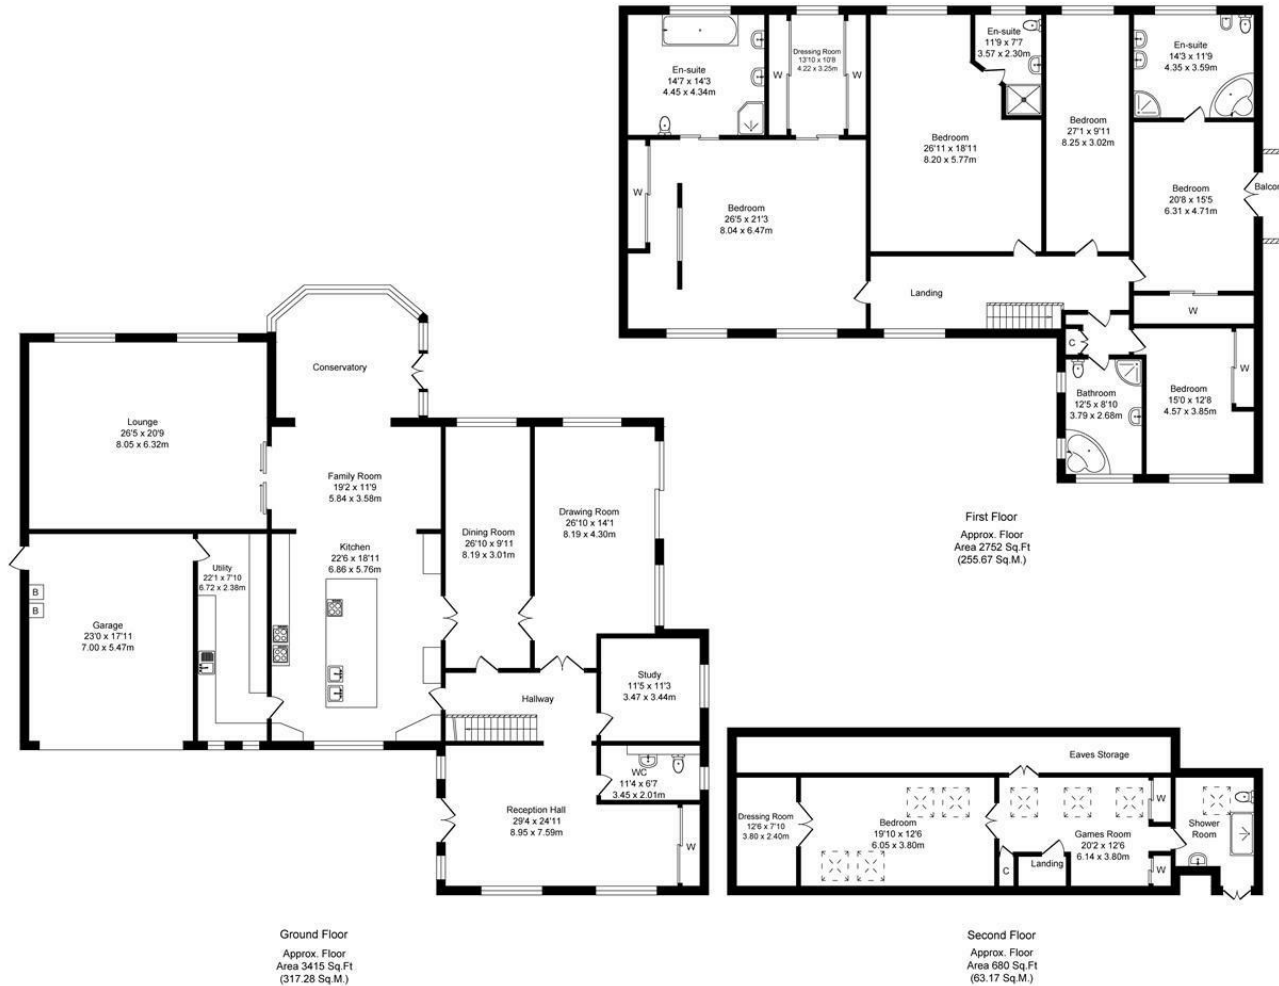 En-suite
14'7 x 14'3
4.45 x 4.34m
W
Dressing Room
13'10 x 10'8
4.22 x 3.25m
W
En-suite
11'9 x 7'7
3.57 x 2.30m
En-suite
14'3 x 11'9
4.35 x 3.59m
Bedroom
26'11 x 18'11
8.20 x 5.77m
Bedroom
27'1 x 9'11
8.25 x 3.02m
W
Bedroom
26'5 x 21'3
8.04 x 6.47m
Bedroom
20'8 x 15'5
6.31 x 4.71m
Balcon
Landing
W
C
W
Bathroom
12'5 x 8'10
3.79 x 2.68m
Bedroom
15'0 x 12'8
4.57 x 3.85m
First Floor
Approx. Floor
Area 2752 Sq.Ft
(255.67 Sq.M.)
Conservatory
Lounge
26'5 x 20'9
8.05 x 6.32m
Family Room
19'2 x 11'9
5.84 x 3.58m
Drawing Room
26'10 x 14'1
8.19 x 4.30m
Dining Room
26'10 x 9'11
8.19 x 3.01m
Kitchen
22'6 x 18'11
6.86 x 5.76m
Utility
22'1 x 7'10
6.72 x 2.38m
B
B
Garage
23'0 x 17'11
7.00 x 5.47m
Study
11'5 x 11'3
3.47 x 3.44m
Hallway
WC
11'4 x 6'7
3.45 x 2.01m
Reception Hall
29'4 x 24'11
8.95 x 7.59m
W
Ground Floor
Approx. Floor
Area 3415 Sq.Ft
(317.28 Sq.M.)
Eaves Storage
Dressing Room
12'6 x 7'10
3.80 x 2.40m
Bedroom
19'10 x 12'6
6.05 x 3.80m
Games Room
20'2 x 12'6
6.14 x 3.80m
W
Shower
Room
Landing
C
W
Second Floor
Approx. Floor
Area 680 Sq.Ft
(63.17 Sq.M.)